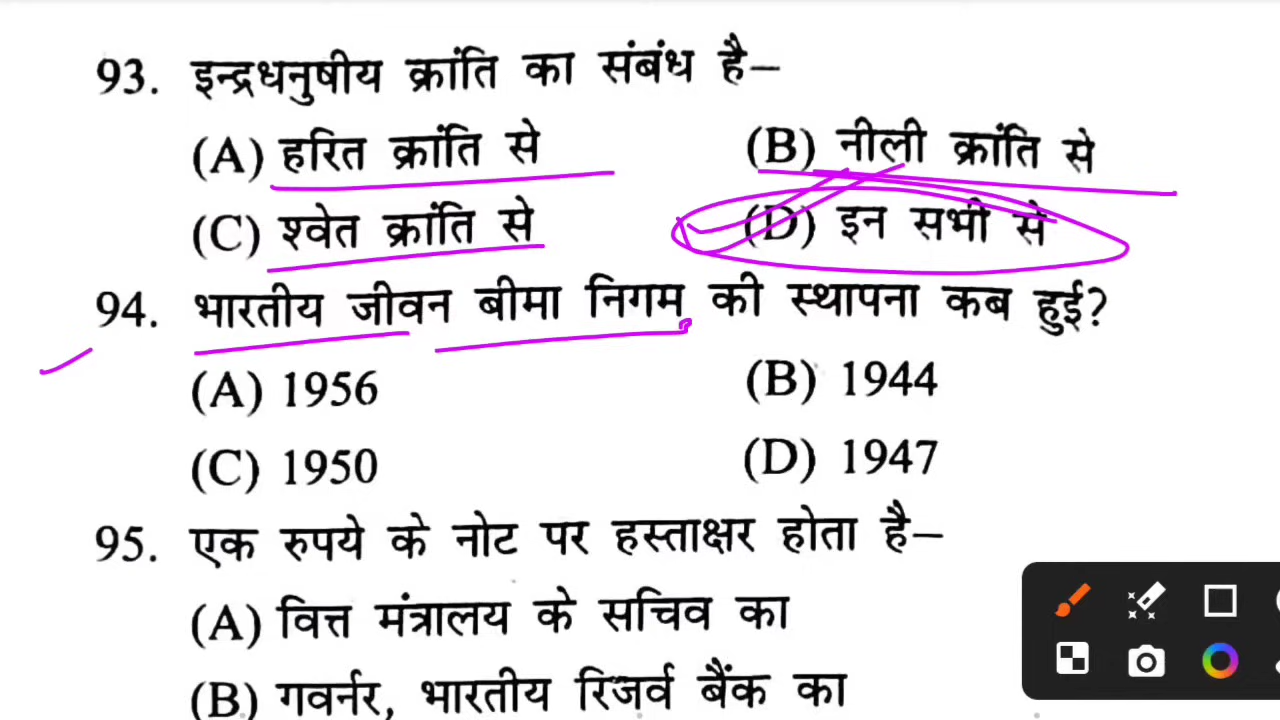 93. इन्द्रधनुषीय क्रांति का संबंध है–
(A) हरित क्रांति से (B) नीली क्रांति से
(C) श्वेत क्रांति से (D) इन सभी से
94. भारतीय जीवन बीमा निगम की स्थापना कब हुई?
(A) 1956 (B) 1944
(C) 1950 (D) 1947
95. एक रुपये के नोट पर हस्ताक्षर होता है–
(A) वित्त मंत्रालय के सचिव का
(B) गवर्नर, भारतीय रिजर्व बैंक का